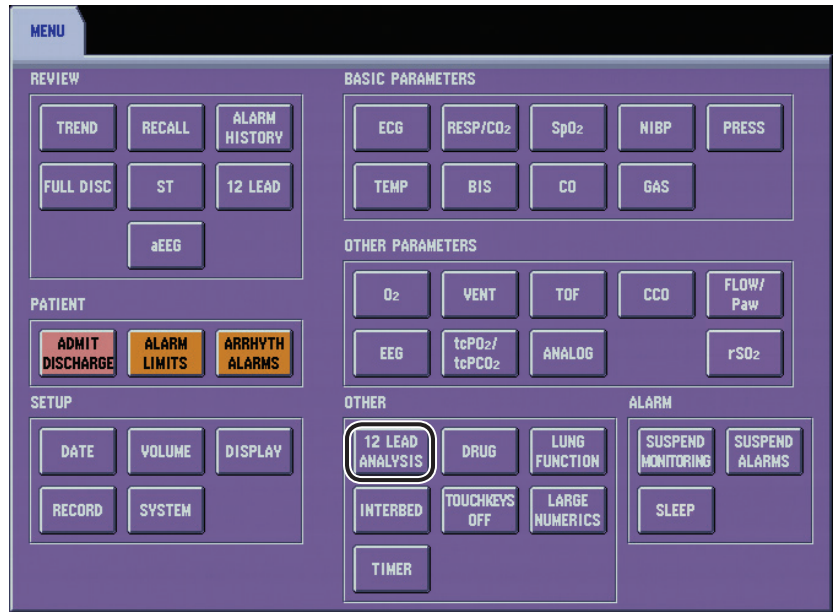 MENU
REVIEW
TREND
RECALL
ALARM
HISTORY
FULL DISC
ST
12 LEAD
aEEG
PATIENT
ADMIT
DISCHARGE
ALARM
LIMITS
ARRHYTH
ALARMS
SETUP
DATE
VOLUME
DISPLAY
RECORD
SYSTEM
BASIC PARAMETERS
ECG
RESP/CO₂
SpO₂
NIBP
PRESS
TEMP
BIS
CO
GAS
OTHER PARAMETERS
O₂
VENT
TOF
CCO
FLOW/
Paw
EEG
tcPO₂/
tcPCO₂
ANALOG
rSO₂
OTHER
12 LEAD
ANALYSIS
DRUG
LUNG
FUNCTION
INTERBED
TOUCHKEYS
OFF
LARGE
NUMERICS
TIMER
ALARM
SUSPEND
MONITORING
SUSPEND
ALARMS
SLEEP